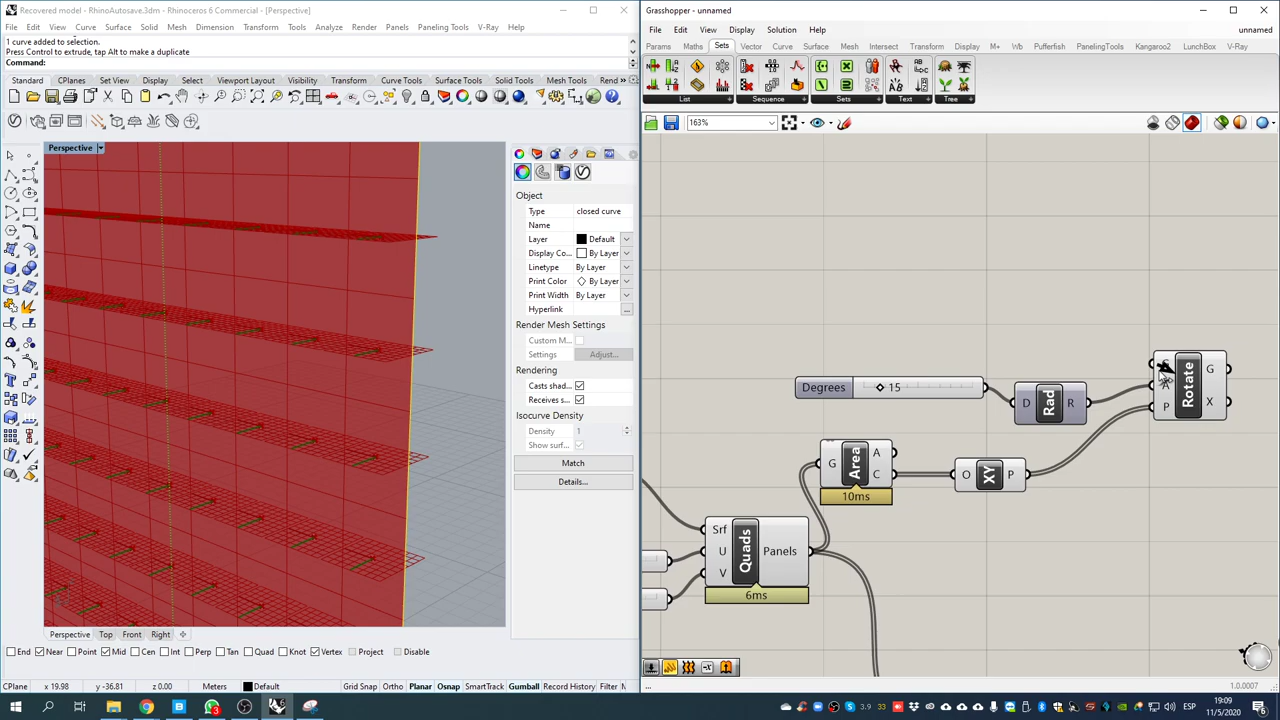 Recovered model - RhinoAutosave.3dm - Rhinoceros 6 Commercial - [Perspective]
File Edit View Curve Surface Solid Mesh Dimension Transform Tools Analyze Render Panels Paneling Tools V-Ray
1 curve added to selection.
Press Control to extrude, tap Alt to make a duplicate
Command:
Standard CPlanes Set View Display Select Viewport Layout Visibility Transform Curve Tools Surface Tools Solid Tools Mesh Tools Rend
Perspective
Object
Type closed curve
Name
Layer Default
Display Co... By Layer
Linetype By Layer
Print Color By Layer
Print Width By Layer
Hyperlink ...
Render Mesh Settings
Custom M...
Settings Adjust...
Rendering
Casts shad...
Receives s...
Isocurve Density
Density 1
Show surf...
Match
Details...
Perspective Top Front Right
End Near Point Mid Cen Int Perp Tan Quad Knot Vertex Project Disable
CPlane x 19.98 y -36.81 z 0.00 Meters Default Grid Snap Ortho Planar Osnap SmartTrack Gumball Record History Filter
Grasshopper - unnamed
File Edit View Display Solution Help unnamed
Params Maths Sets Vector Curve Surface Mesh Intersect Transform Display M+ Wb Pufferfish PanelingTools Kangaroo2 LunchBox V-Ray
List Sequence Sets Text Tree
163%
Degrees 15
D Rad R
A P Rotate G X
G Area A C
10ms
O XY P
Srf U V Quads Panels
6ms
...
1.0.0007
3.9 33 ESP
19:09
11/5/2020